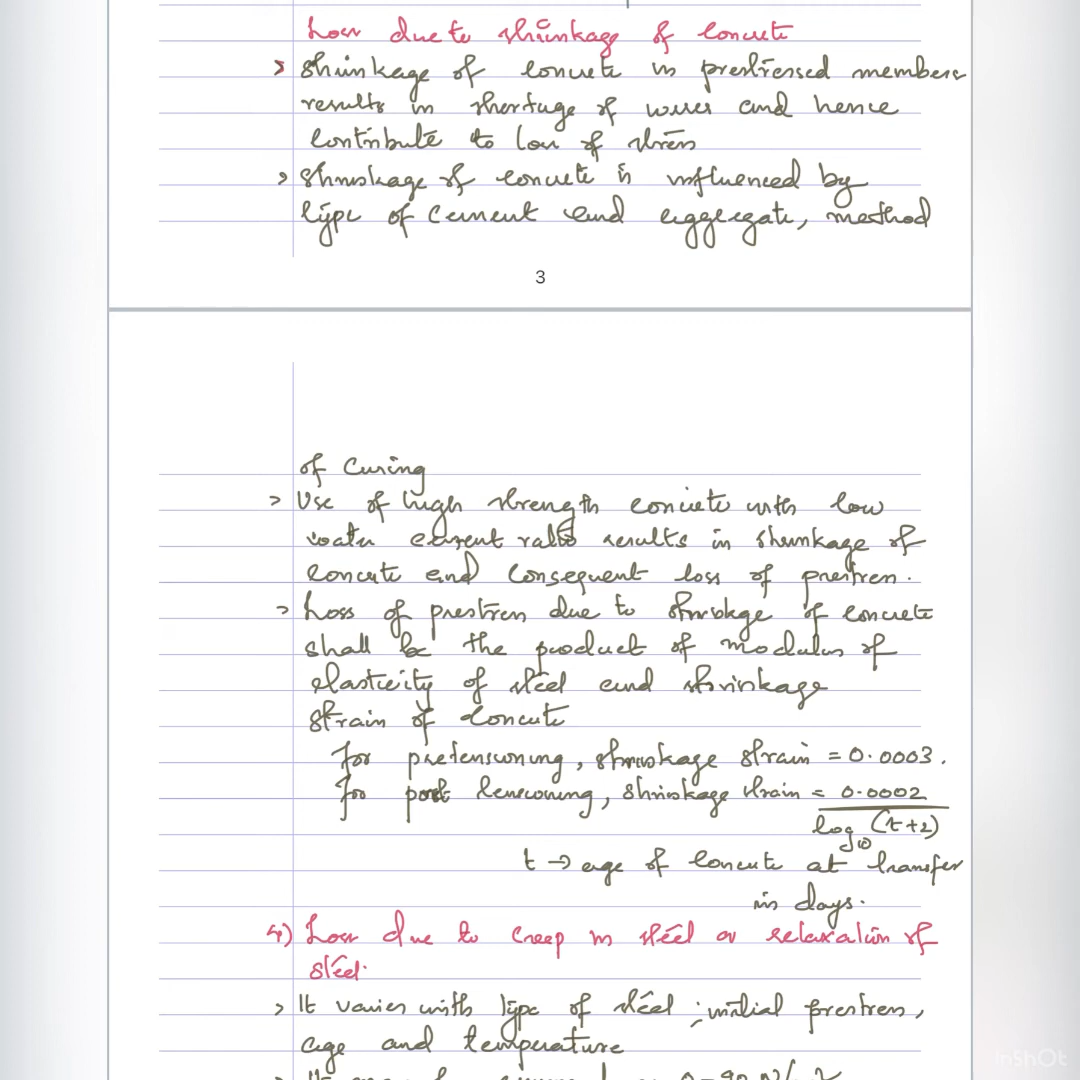 Loss due to shrinkage of concrete
> Shrinkage of concrete in prestressed members
results in shortage of wires and hence
contribute to loss of stress
> Shrinkage of concrete is influenced by
type of cement and aggregate, method
3
of curing
> Use of high strength concrete with low
water cement ratio results in shrinkage of
concrete and consequent loss of prestress.
> Loss of prestress due to shrinkage of concrete
shall be the product of modulus of
elasticity of steel and shrinkage
strain of concrete
For pretensioning, shrinkage strain = 0.0003.
For post tensioning, shrinkage strain = 0.0002
log10 (t+2)
t → age of concrete at transfer
in days.
4) Loss due to creep in steel or relaxation of
steel.
> It varies with type of steel, initial prestress,
age and temperature
InShOt